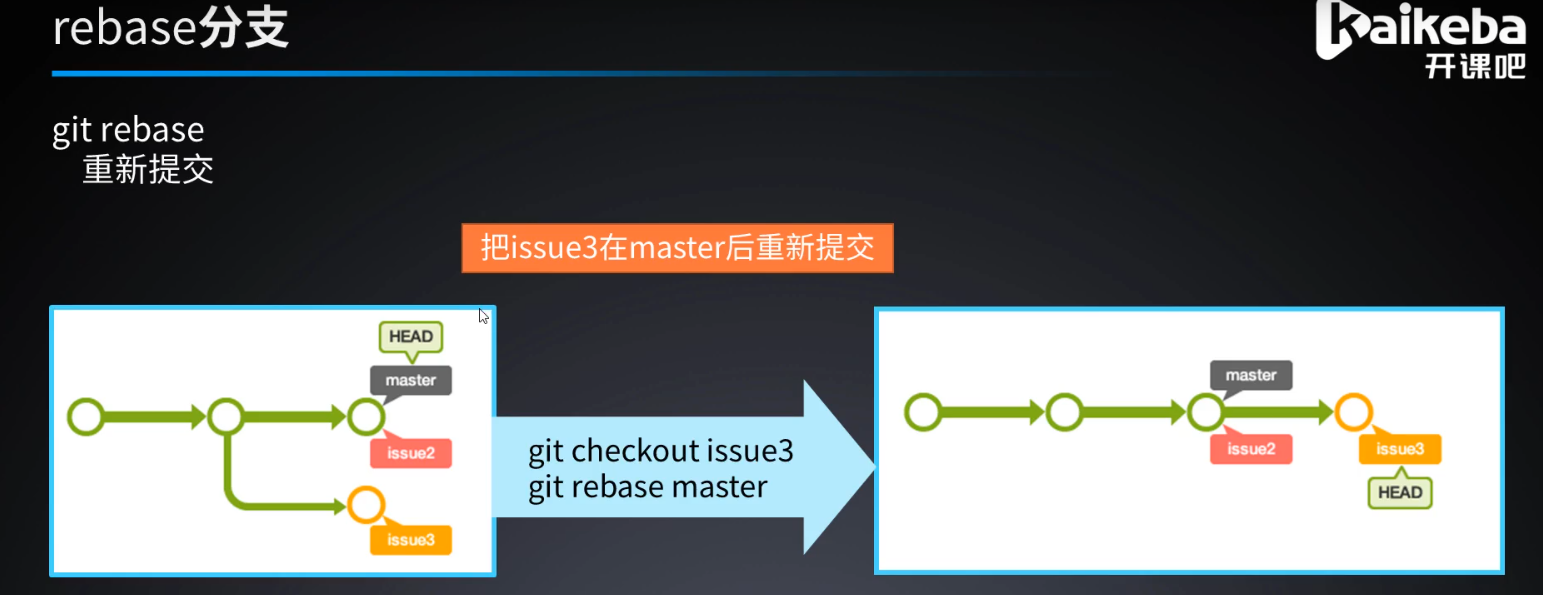 rebase分支
kaikeba
开课吧
git rebase
重新提交
把issue3在master后重新提交
HEAD
master
issue2
issue3
git checkout issue3
git rebase master
master
issue2
issue3
HEAD